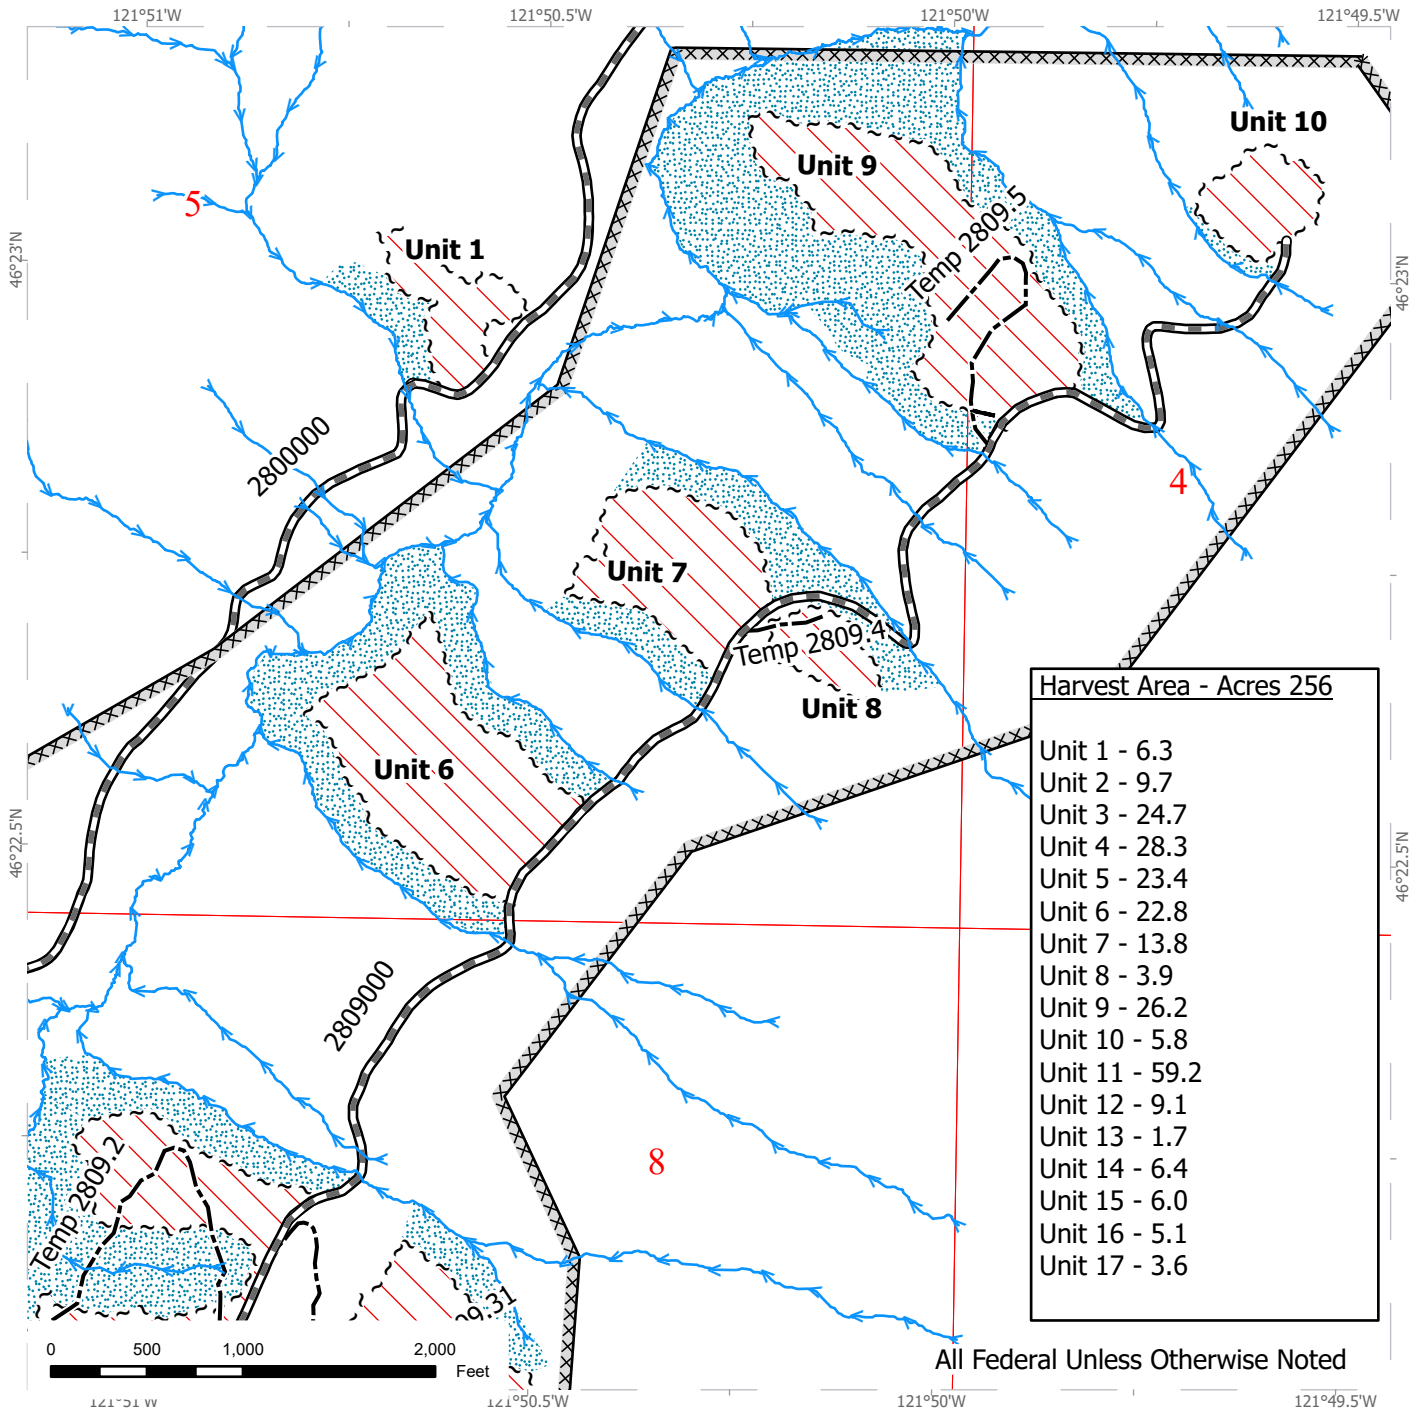 121°51'W 121°50.5'W 121°50'W 121°49.5'W
Unit 10
Unit 9
5
Temp 2809.5
Unit 1
46°23'N
46°23'N
2800000
4
Unit 7
Temp 2809.4
Harvest Area - Acres 256
Unit 8
Unit 1 - 6.3
Unit 6
Unit 2 - 9.7
Unit 3 - 24.7
46°22.5'N
Unit 4 - 28.3
46°22.5'N
Unit 5 - 23.4
Unit 6 - 22.8
Unit 7 - 13.8
Unit 8 - 3.9
2809000
Unit 9 - 26.2
Unit 10 - 5.8
Unit 11 - 59.2
Unit 12 - 9.1
Unit 13 - 1.7
8
Unit 14 - 6.4
Temp 2809.2
Unit 15 - 6.0
Unit 16 - 5.1
Unit 17 - 3.6
09.31
0 500 1,000 2,000
Feet
All Federal Unless Otherwise Noted
121°51'W 121°50.5'W 121°50'W 121°49.5'W